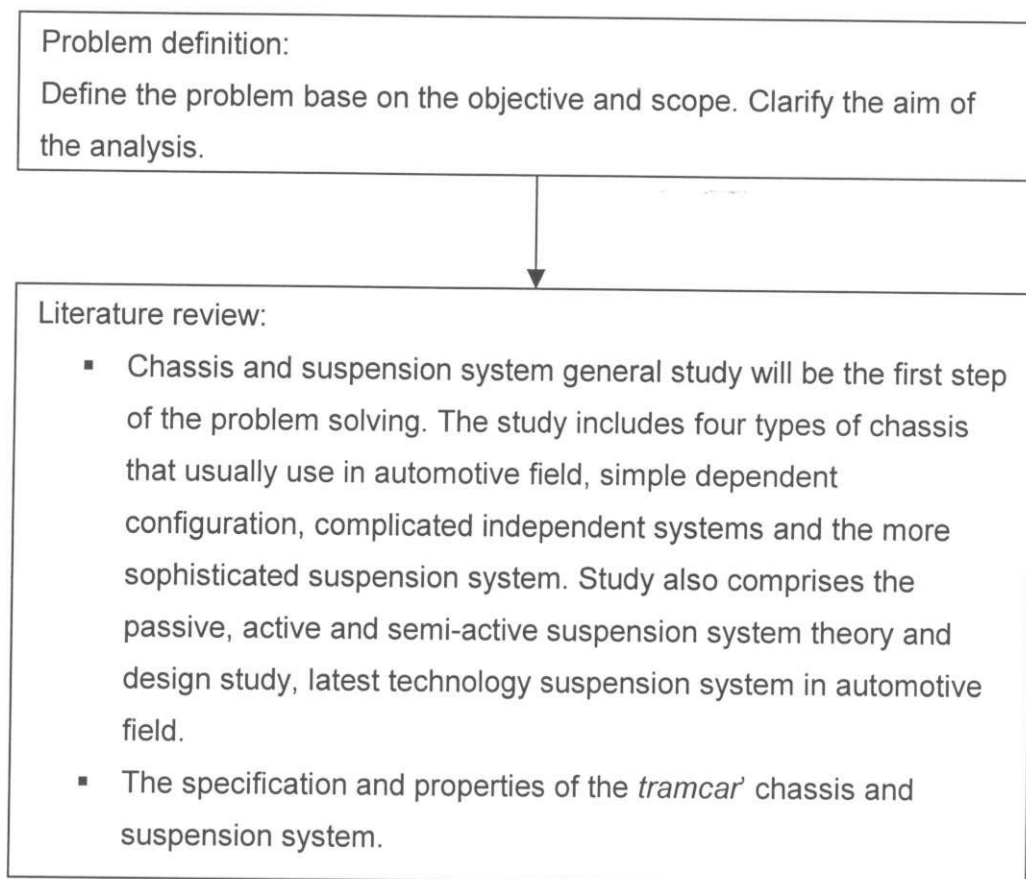 Problem definition:
Define the problem base on the objective and scope. Clarify the aim of
the analysis.
Literature review:
▪ Chassis and suspension system general study will be the first step
of the problem solving. The study includes four types of chassis
that usually use in automotive field, simple dependent
configuration, complicated independent systems and the more
sophisticated suspension system. Study also comprises the
passive, active and semi-active suspension system theory and
design study, latest technology suspension system in automotive
field.
▪ The specification and properties of the tramcar' chassis and
suspension system.